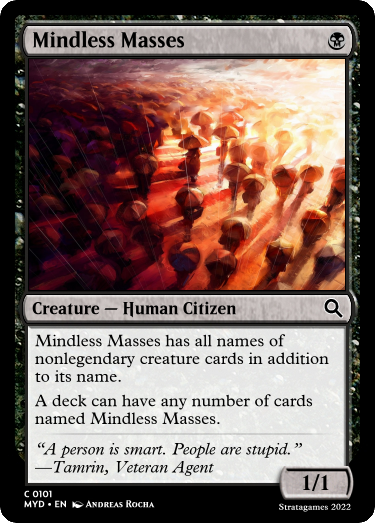 Mindless Masses
Creature — Human Citizen
Mindless Masses has all names of
nonlegendary creature cards in addition
to its name.
A deck can have any number of cards
named Mindless Masses.
“A person is smart. People are stupid.”
—Tamrin, Veteran Agent
1/1
C 0101
MYD • EN Andreas Rocha
Stratagames 2022